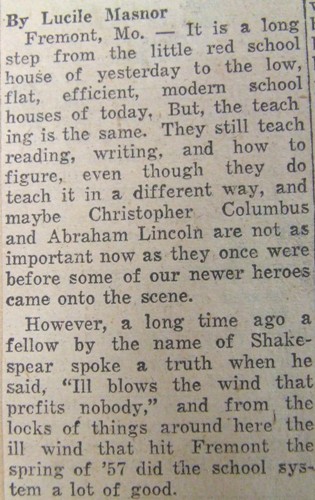 By Lucile Masnor
Fremont, Mo. — It is a long
step from the little red school
house of yesterday to the low,
flat, efficient, modern school
houses of today. But, the teach
ing is the same. They still teach
reading, writing, and how to
figure, even though they do
teach it in a different way, and
maybe Christopher Columbus
and Abraham Lincoln are not as
important now as they once were
before some of our newer heroes
came onto the scene.
However, a long time ago a
fellow by the name of Shake-
spear spoke a truth when he
said, "Ill blows the wind that
prcfits nobody," and from the
locks of things around here the
ill wind that hit Fremont the
spring of '57 did the school sys-
tem a lot of good.